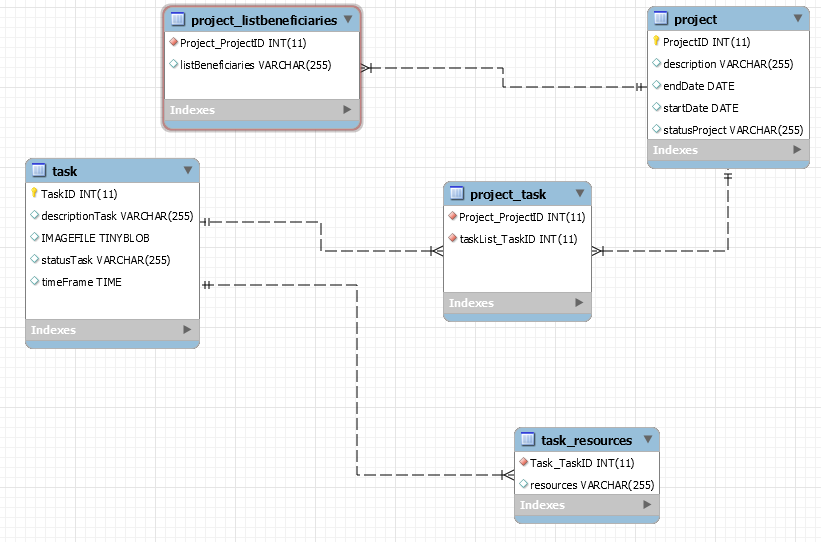 project_listbeneficiaries
Project_ProjectID INT(11)
listBeneficiaries VARCHAR(255)
Indexes
project
ProjectID INT(11)
description VARCHAR(255)
endDate DATE
startDate DATE
statusProject VARCHAR(255)
Indexes
task
TaskID INT(11)
descriptionTask VARCHAR(255)
IMAGEFILE TINYBLOB
statusTask VARCHAR(255)
timeFrame TIME
Indexes
project_task
Project_ProjectID INT(11)
taskList_TaskID INT(11)
Indexes
task_resources
Task_TaskID INT(11)
resources VARCHAR(255)
Indexes